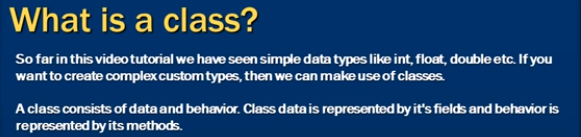 What is a class?
So far in this video tutorial we have seen simple data types like int, float, double etc. If you
want to create complex custom types, then we can make use of classes.
A class consists of data and behavior. Class data is represented by it's fields and behavior is
represented by its methods.